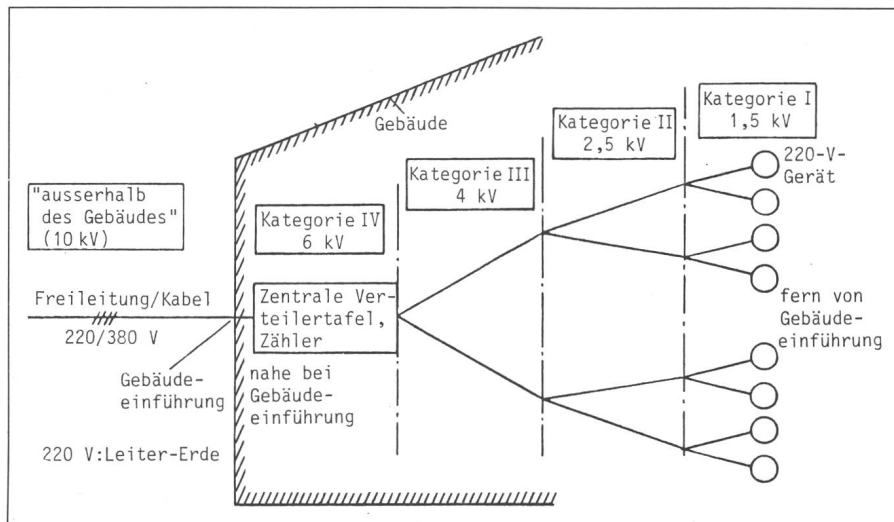 Gebäude
Kategorie I
1,5 kV
Kategorie II
2,5 kV
220-V-
Gerät
Kategorie III
4 kV
"ausserhalb
des Gebäudes"
(10 kV)
Kategorie IV
6 kV
Freileitung/Kabel
220/380 V
Zentrale Ver-
teilertafel,
Zähler
fern von
Gebäude-
einführung
Gebäude-
einführung
nahe bei
Gebäude-
einführung
220 V:Leiter-Erde